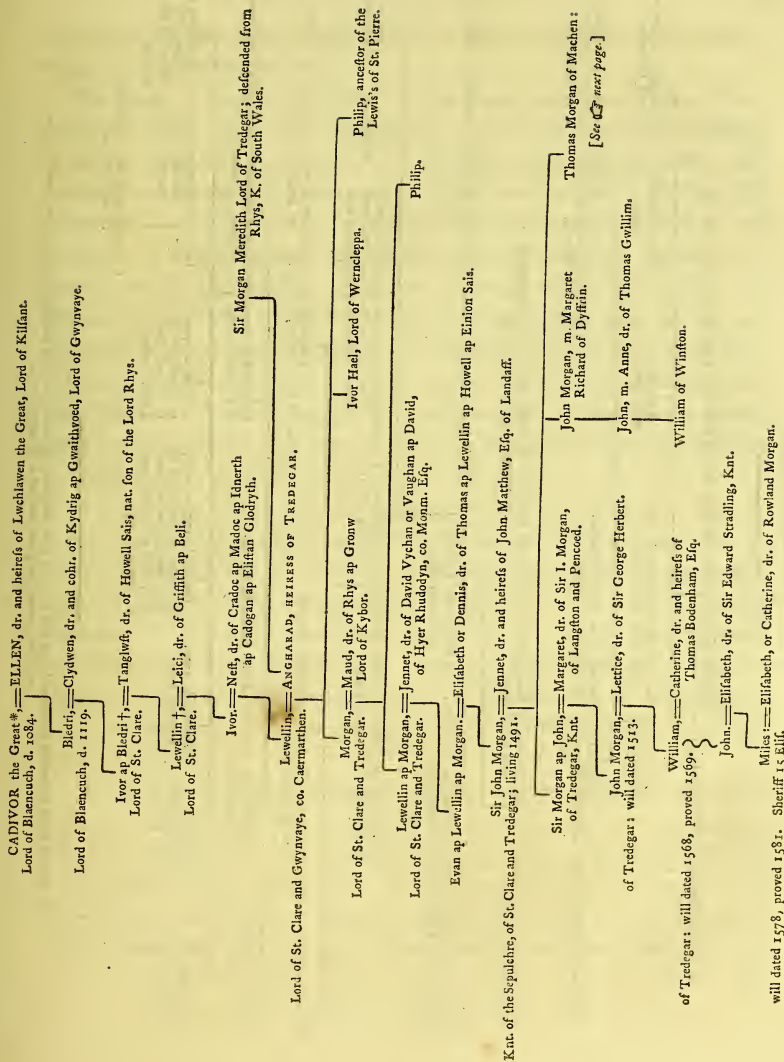 CADIVOR the Great *,═ELLEN, dr. and heireſs of Lwchlawen the Great, Lord of Kilſant.
Lord of Blaencuch, d. 1084.
Bledri,═Clydwen, dr. and cohr. of Kydrig ap Gwaithvoed, Lord of Gwynvaye.
Lord of Blaencuch, d. 1119.
Ivor ap Bledri †,═Tanglwſt, dr. of Howell Sais, nat. ſon of the Lord Rhys.
Lord of St. Clare.
Lewellin †,═Leici, dr. of Griffith ap Beli.
Lord of St. Clare.
Sir Morgan Meredith Lord of Tredegar; deſcended from
Rhys, K. of South Wales.
Ivor.═Neſt, dr. of Cradoc ap Madoc ap Idnerth
ap Cadogan ap Eliſtan Glodryth.
Lewellin,═ANGHARAD, HEIRESS OF TREDEGAR.
Lord of St. Clare and Gwynvaye, co. Caermarthen.
Morgan,═Maud, dr. of Rhys ap Gronw
Lord of St. Clare and Tredegar. Lord of Kybor.
Ivor Hael, Lord of Werncleppa.
Philip, anceſtor of the
Lewis's of St. Pierre.
Lewellin ap Morgan,═Jennet, dr. of David Vychan or Vaughan ap David,
Lord of St. Clare and Tredegar. of Hyer Rhudodyn, co. Monm. Eſq.
Philip.
Evan ap Lewellin ap Morgan.═Eliſabeth or Dennis, dr. of Thomas ap Lewellin ap Howell ap Einion Sais.
Sir John Morgan,═Jennet, dr. and heireſs of John Matthew, Eſq. of Landaff.
Knt. of the Sepulchre, of St. Clare and Tredegar; living 1491.
Sir Morgan ap John,═Margaret, dr. of Sir J. Morgan,
of Tredegar, Knt. of Langſton and Pencoed.
John Morgan, m. Margaret
Richard of Dyffrin.
Thomas Morgan of Machen:
[See ☞ next page.]
John Morgan,═Lettice, dr. of Sir George Herbert.
of Tredegar: will dated 1513.
John, m. Anne, dr. of Thomas Gwillim.
William,═Catherine, dr. and heireſs of
of Tredegar: will dated 1568, proved 1569. Thomas Bodenham, Eſq.
William of Winſton.
John.═Eliſabeth, dr. of Sir Edward Stradling, Knt.
Miles:═Eliſabeth, or Catherine, dr. of Rowland Morgan.
will dated 1578, proved 1581. Sheriff 15 Eliſ.